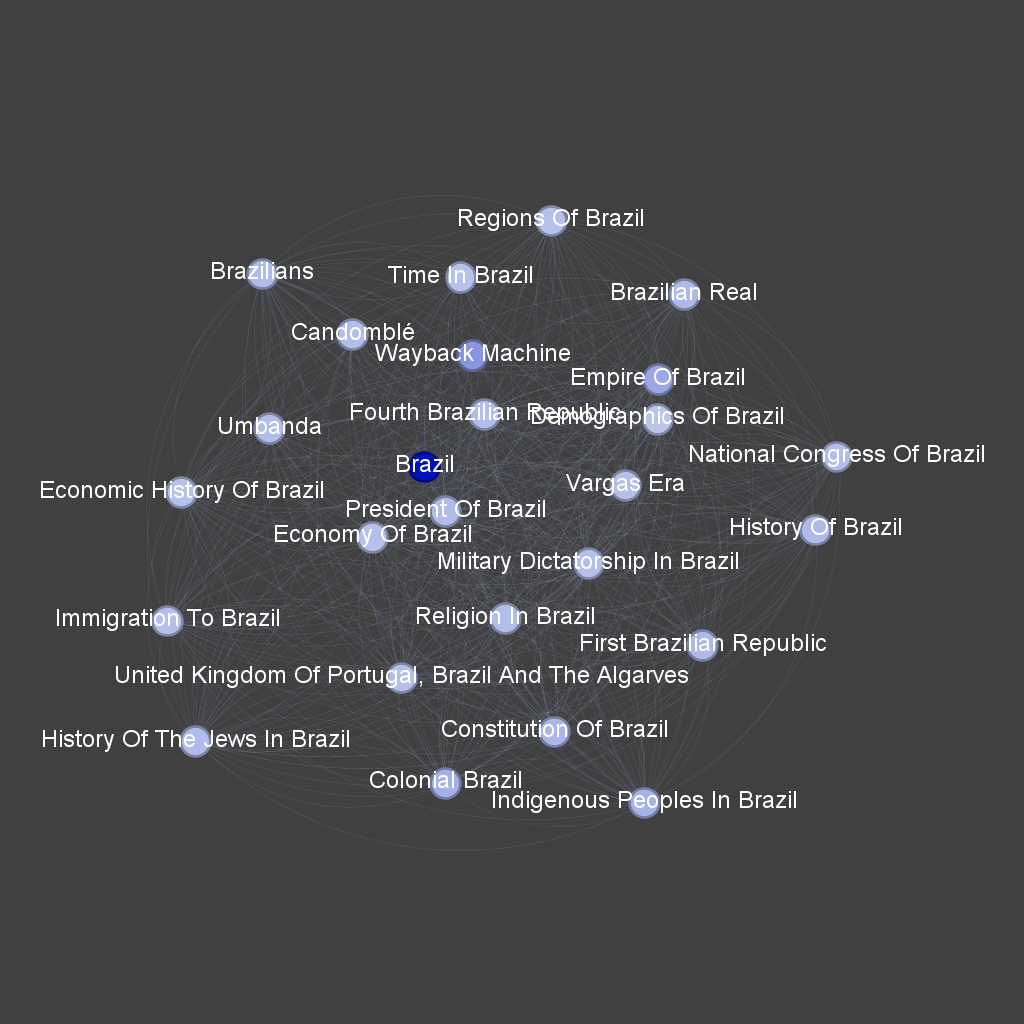 Regions Of Brazil
Brazilians
Time In Brazil
Brazilian Real
Candomblé
Wayback Machine
Empire Of Brazil
Fourth Brazilian Republic
Demographics Of Brazil
Umbanda
National Congress Of Brazil
Brazil
Vargas Era
Economic History Of Brazil
President Of Brazil
History Of Brazil
Economy Of Brazil
Military Dictatorship In Brazil
Religion In Brazil
Immigration To Brazil
First Brazilian Republic
United Kingdom Of Portugal, Brazil And The Algarves
Constitution Of Brazil
History Of The Jews In Brazil
Colonial Brazil
Indigenous Peoples In Brazil